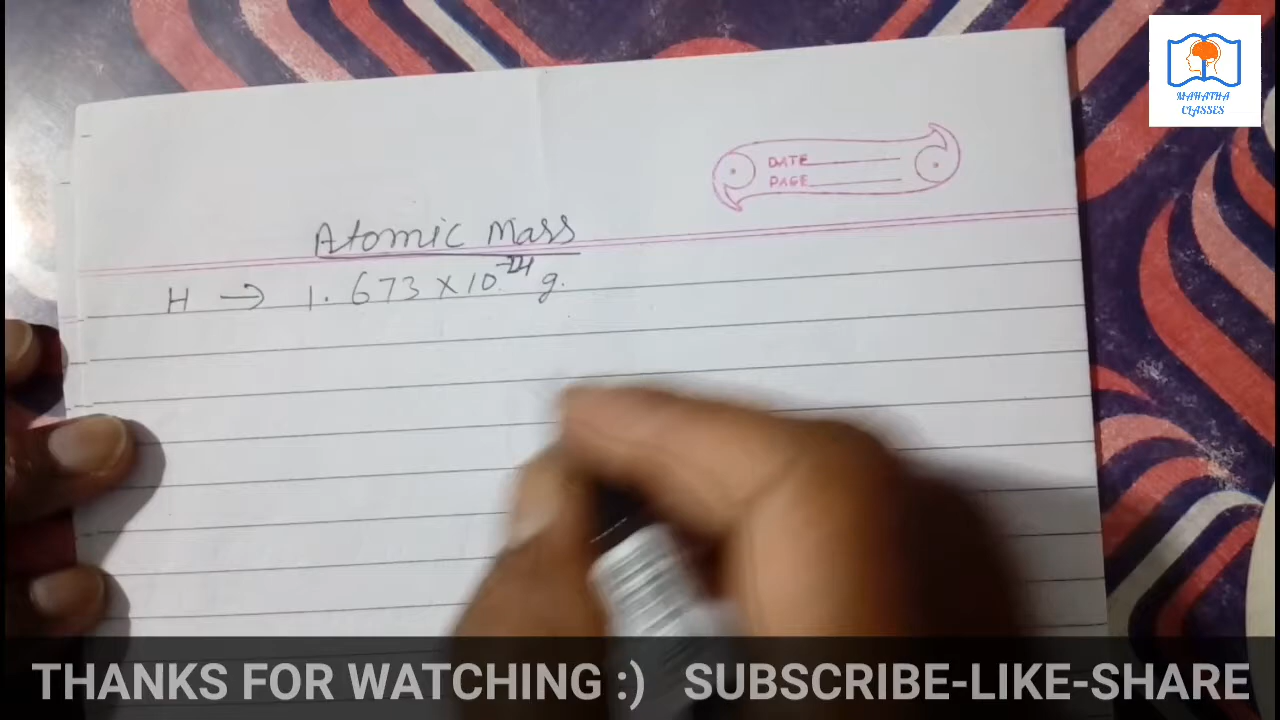 MAHATHA
CLASSES
DATE
PAGE
Atomic Mass
H → 1.673 × 10⁻²⁴ g.
THANKS FOR WATCHING :) SUBSCRIBE-LIKE-SHARE